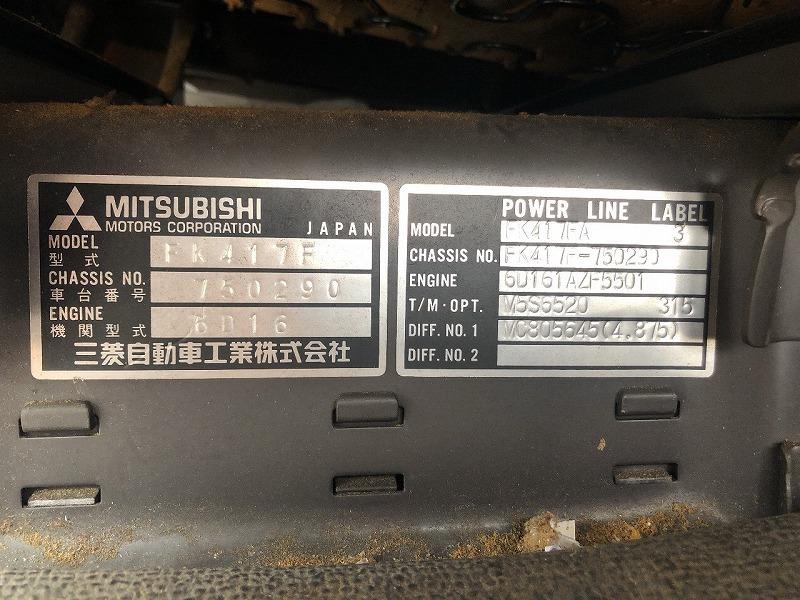 MITSUBISHI
MOTORS CORPORATION JAPAN
MODEL
型式 FK417F
CHASSIS NO.
車台番号 750290
ENGINE
機関型式 6D16
三菱自動車工業株式会社
POWER LINE LABEL
MODEL FK417FA 3
CHASSIS NO. FK417F-750290
ENGINE 6D161AZF5501
T/M・OPT. M5S6520 315
DIFF. NO. 1 MC805645(4.875)
DIFF. NO. 2